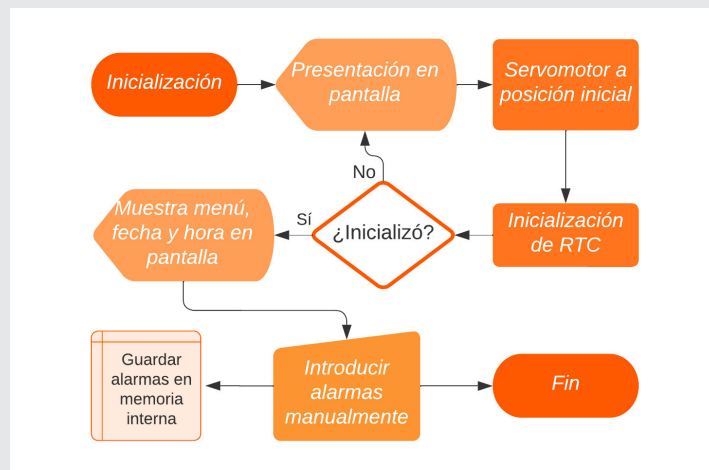 Inicialización
Presentación en
pantalla
Servomotor a
posición inicial
No
Muestra menú,
fecha y hora en
pantalla
Sí
¿Inicializó?
Inicialización
de RTC
Guardar
alarmas en
memoria
interna
Introducir
alarmas
manualmente
Fin